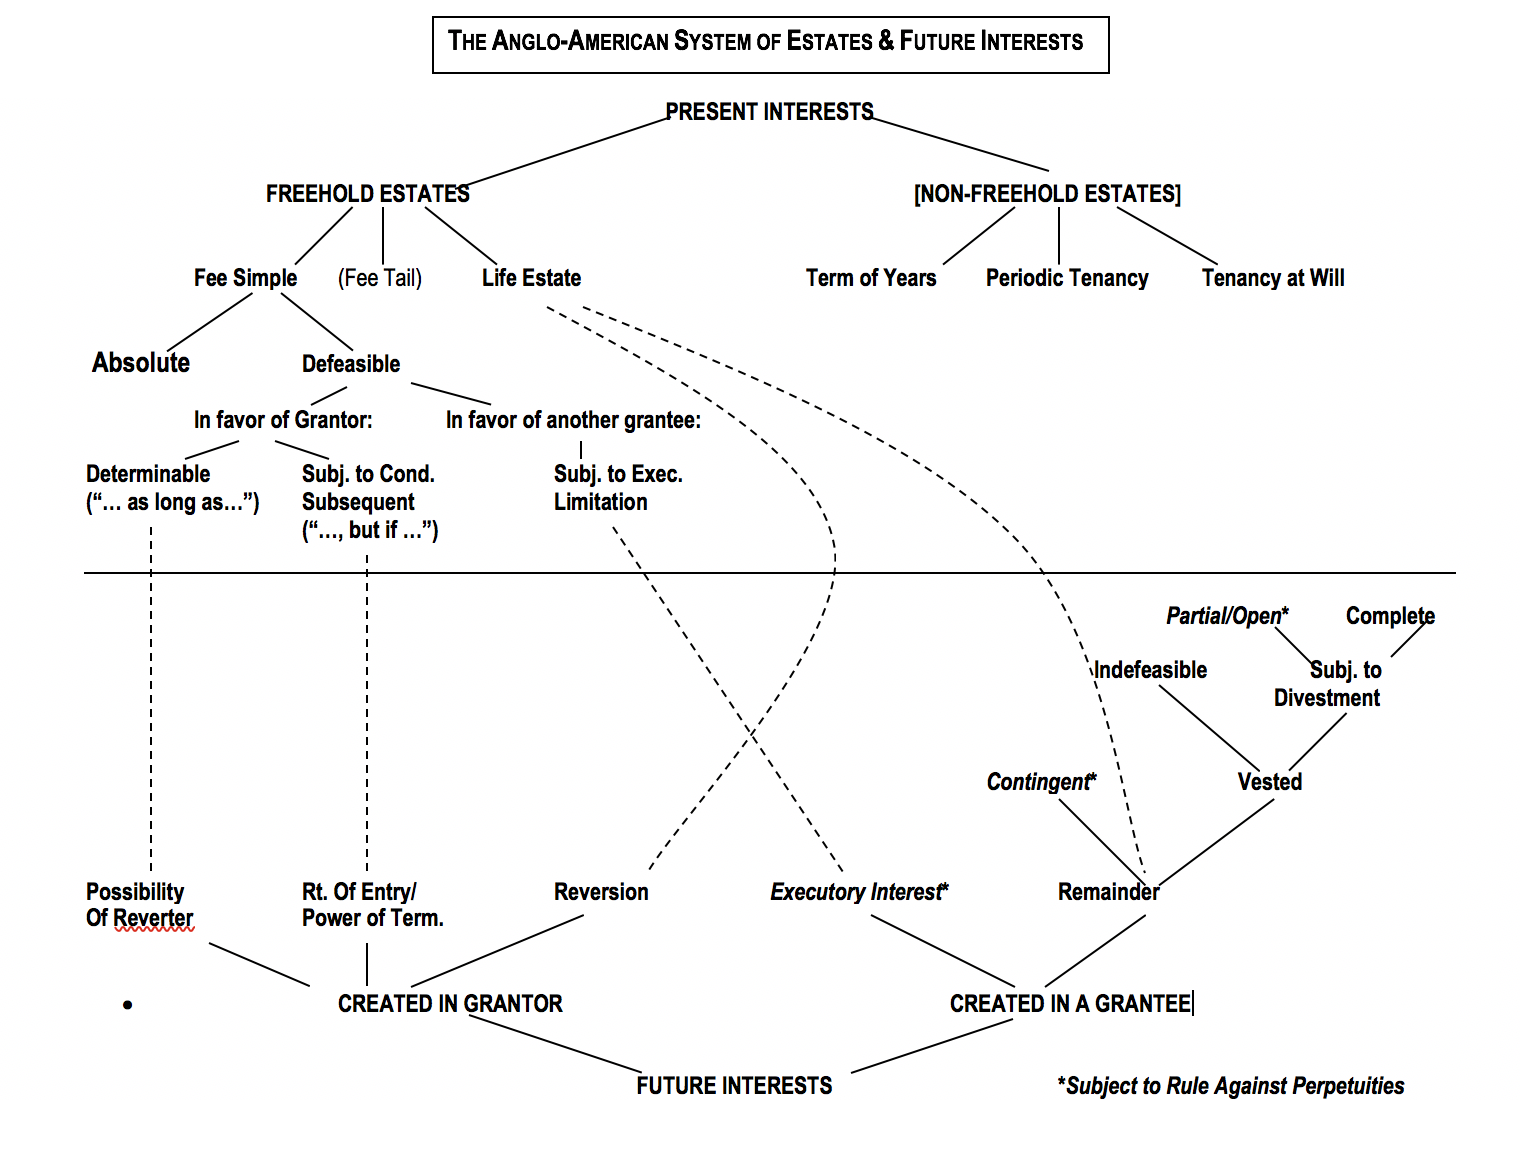 THE ANGLO-AMERICAN SYSTEM OF ESTATES & FUTURE INTERESTS
PRESENT INTERESTS
FREEHOLD ESTATES
[NON-FREEHOLD ESTATES]
Fee Simple
(Fee Tail)
Life Estate
Term of Years
Periodic Tenancy
Tenancy at Will
Absolute
Defeasible
In favor of Grantor:
In favor of another grantee:
Determinable
(“… as long as…”)
Subj. to Cond.
Subsequent
(“…, but if …”)
Subj. to Exec.
Limitation
Partial/Open*
Complete
Indefeasible
Subj. to
Divestment
Contingent*
Vested
Possibility
Of Reverter
Rt. Of Entry/
Power of Term.
Reversion
Executory Interest*
Remainder
• CREATED IN GRANTOR
CREATED IN A GRANTEE
FUTURE INTERESTS
*Subject to Rule Against Perpetuities